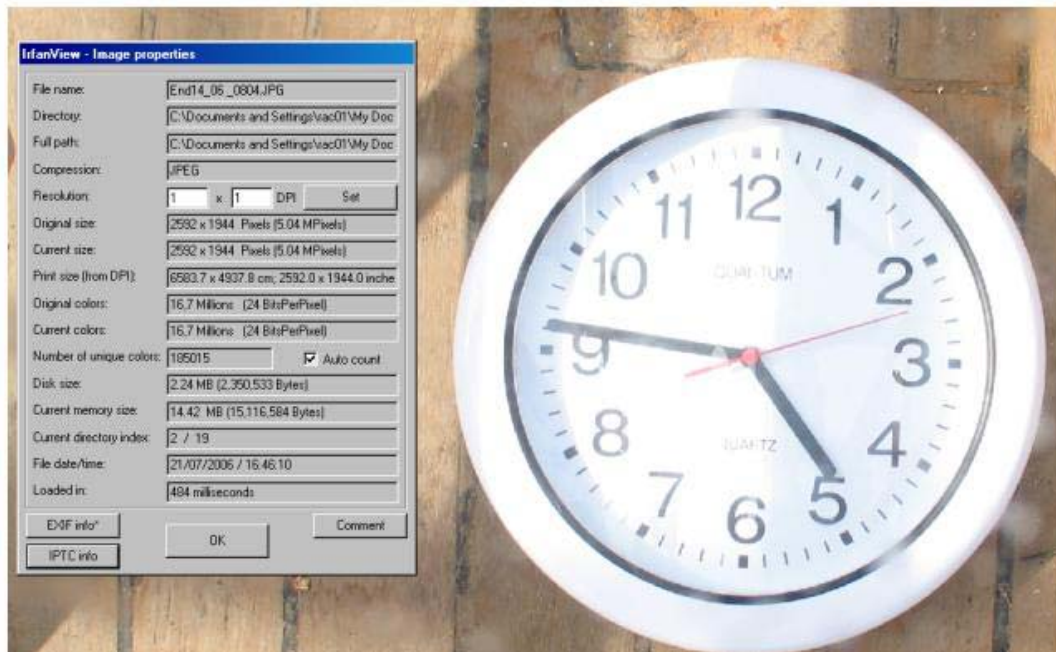 IrfanView - Image properties
File name: End14_06 _0804.JPG
Directory: C:\Documents and Settings\rac01\My Doc
Full path: C:\Documents and Settings\rac01\My Doc
Compression: JPEG
Resolution: 1 x 1 DPI Set
Original size: 2592 x 1944 Pixels (5.04 MPixels)
Current size: 2592 x 1944 Pixels (5.04 MPixels)
Print size (from DPI): 6583.7 x 4937.8 cm; 2592.0 x 1944.0 inche
Original colors: 16,7 Millions (24 BitsPerPixel)
Current colors: 16,7 Millions (24 BitsPerPixel)
Number of unique colors: 185015 Auto count
Disk size: 2.24 MB (2,350,533 Bytes)
Current memory size: 14.42 MB (15,116,584 Bytes)
Current directory index: 2 / 19
File date/time: 21/07/2006 / 16:46:10
Loaded in: 484 milliseconds
EXIF info* OK Comment
IPTC info
12
11 1
10 QUANTUM 2
9 3
8 QUARTZ 4
7 5
6